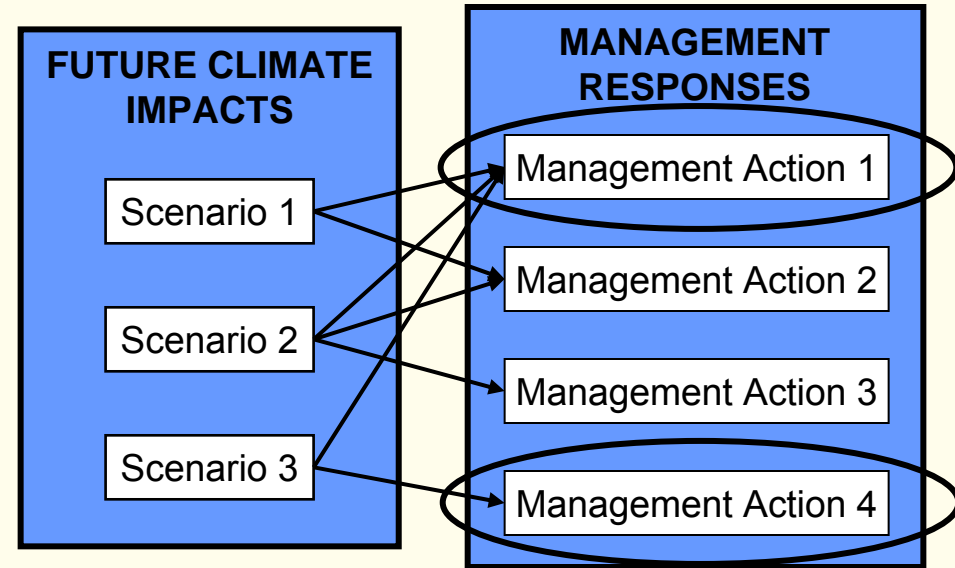 FUTURE CLIMATE
IMPACTS
Scenario 1
Scenario 2
Scenario 3
MANAGEMENT
RESPONSES
Management Action 1
Management Action 2
Management Action 3
Management Action 4